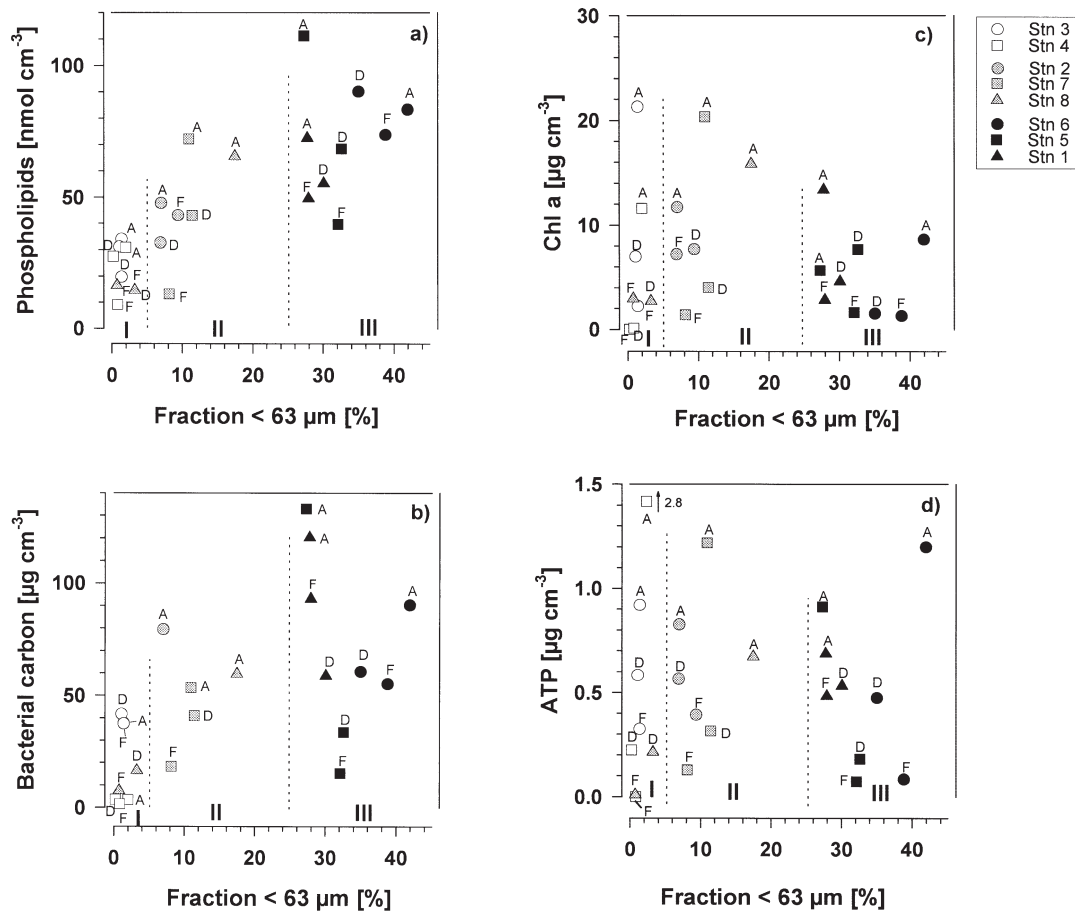 a)
Phospholipids [nmol cm-3]
100
50
0
A
D
A
F
A
D
A
D
F
F
A
A
A
F
D
D
F
A
D
A
D
F
F
D
F
I
II
III
0 10 20 30 40
Fraction < 63 µm [%]
c)
Chl a [µg cm-3]
30
20
10
0
A
A
A
A
A
A
D
A
D
F
D
A
D
F
D
F
D
F
F
D
F
F
D
F
I
II
III
0 10 20 30 40
Fraction < 63 µm [%]
Stn 3
Stn 4
Stn 2
Stn 7
Stn 8
Stn 6
Stn 5
Stn 1
b)
Bacterial carbon [µg cm-3]
100
50
0
A
A
F
A
A
A
D
D
F
A
D
D
A
F
D
F
D
F
F
D
A
F
I
II
III
0 10 20 30 40
Fraction < 63 µm [%]
d)
ATP [µg cm-3]
1.5
1.0
0.5
0.0
2.8
A
A
A
A
A
A
D
D
A
A
F
D
D
F
F
D
D
D
D
F
F
F
F
F
I
II
III
0 10 20 30 40
Fraction < 63 µm [%]